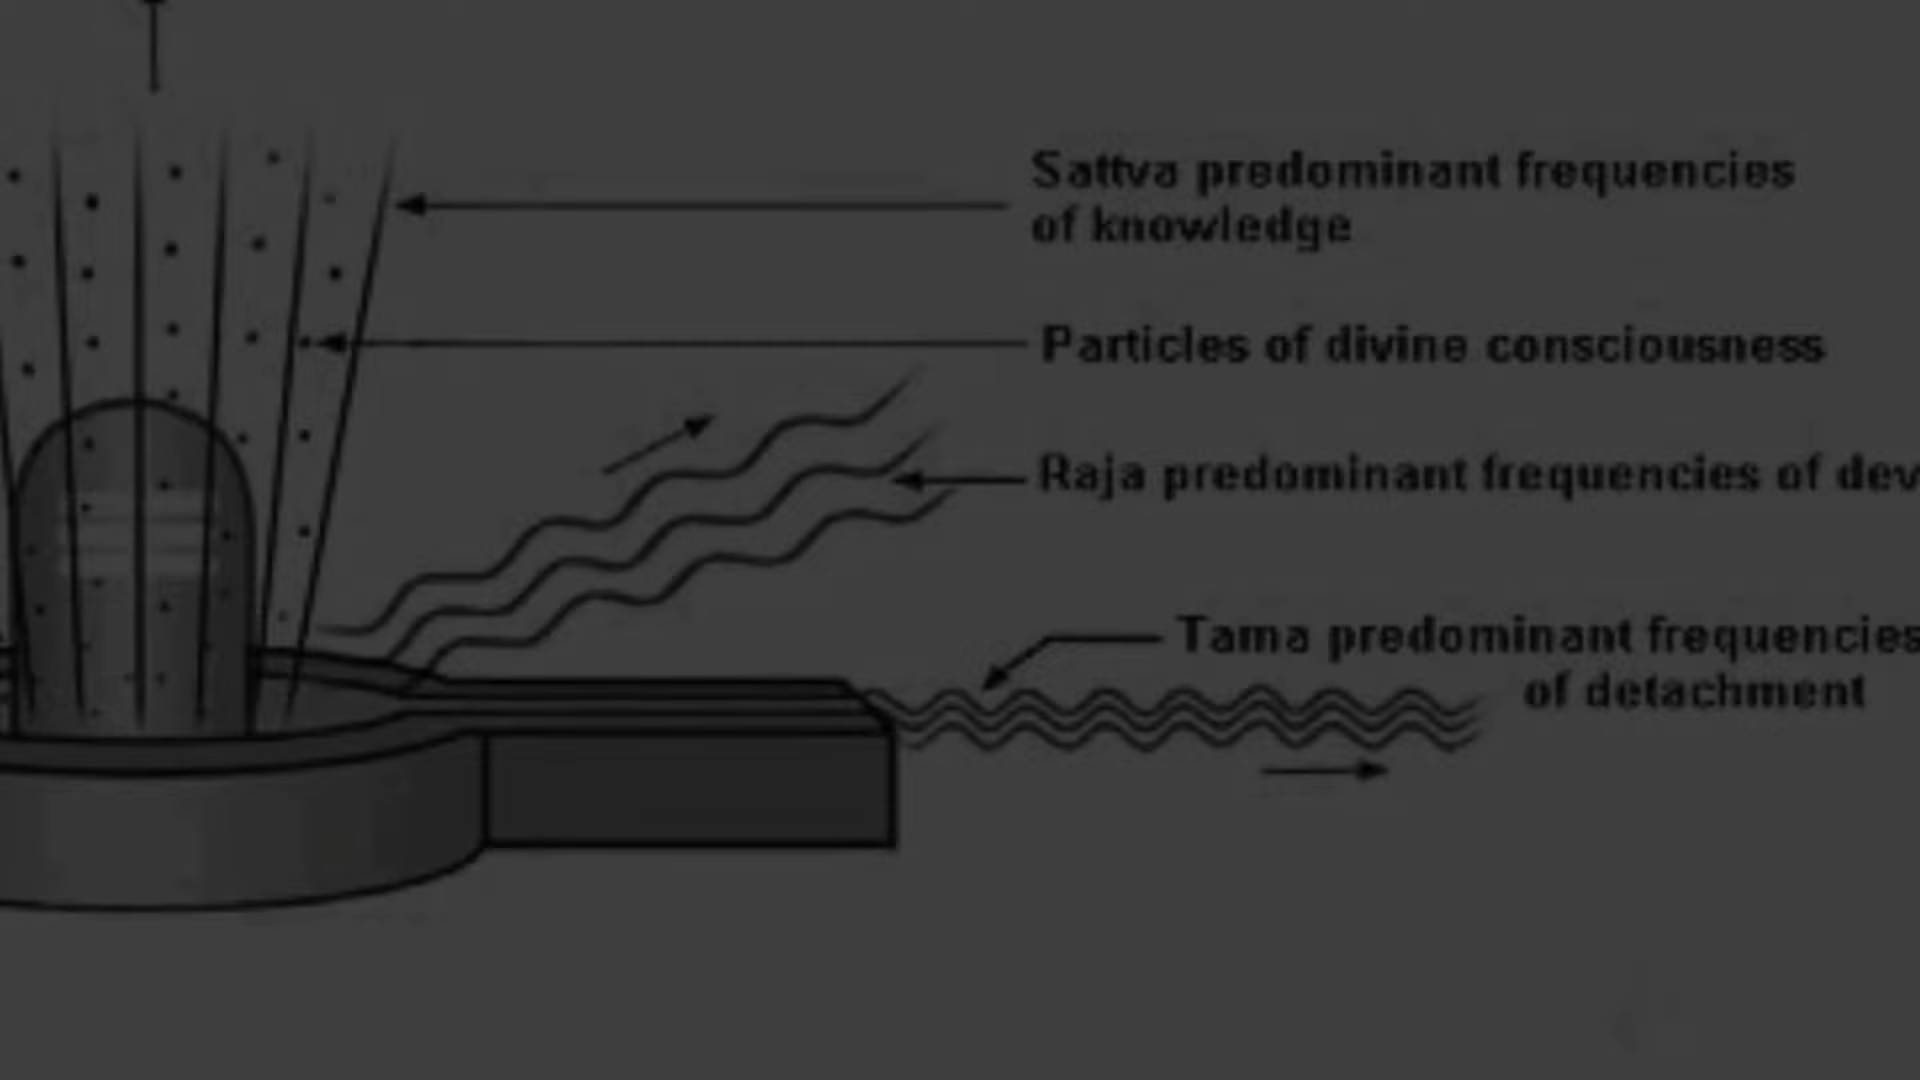 Sattva predominant frequencies
of knowledge
Particles of divine consciousness
Raja predominant frequencies of
Tama predominant frequencies
of detachment